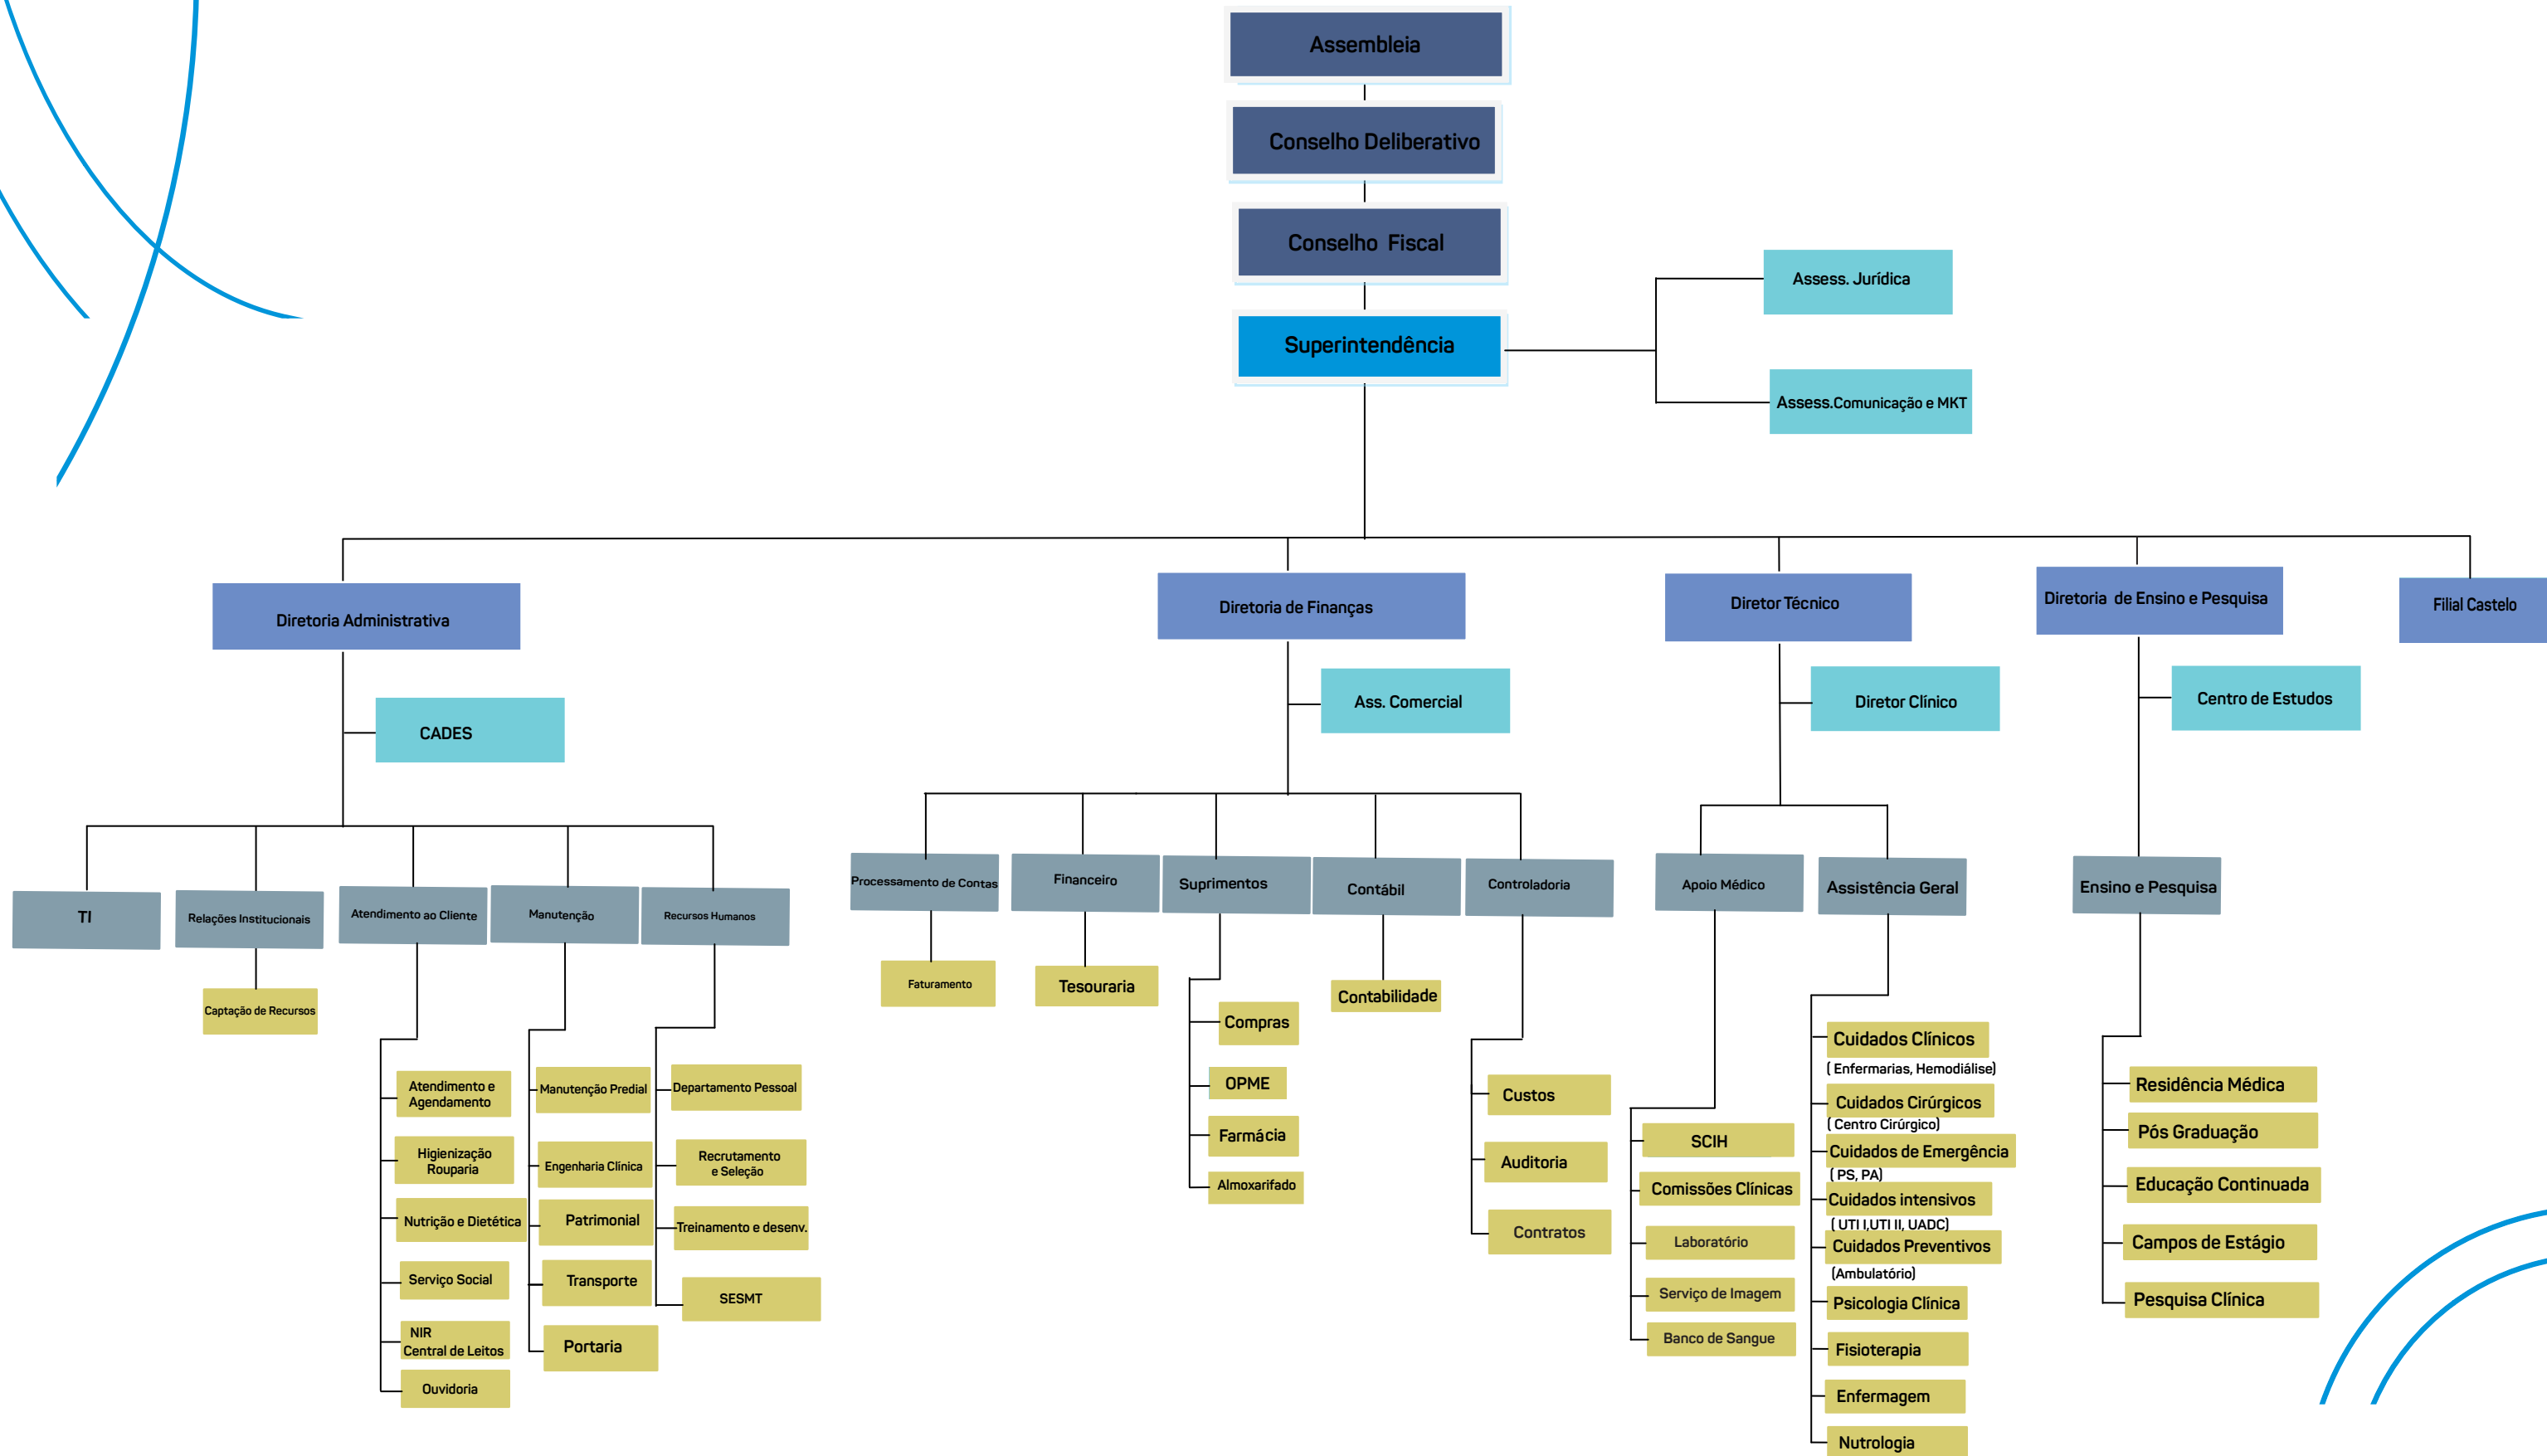 Assembleia
Conselho Deliberativo
Conselho Fiscal
Superintendência
Assess. Jurídica
Assess.Comunicação e MKT
Diretoria Administrativa
Diretoria de Finanças
Diretor Técnico
Diretoria de Ensino e Pesquisa
Filial Castelo
CADES
Ass. Comercial
Diretor Clínico
Centro de Estudos
TI
Relações Institucionais
Atendimento ao Cliente
Manutenção
Recursos Humanos
Processamento de Contas
Financeiro
Suprimentos
Contábil
Controladoria
Apoio Médico
Assistência Geral
Ensino e Pesquisa
Captação de Recursos
Atendimento e
Agendamento
Higienização
Rouparia
Nutrição e Dietética
Serviço Social
NIR
Central de Leitos
Ouvidoria
Manutenção Predial
Engenharia Clínica
Patrimonial
Transporte
Portaria
Departamento Pessoal
Recrutamento
e Seleção
Treinamento e desenv.
SESMT
Faturamento
Tesouraria
Compras
OPME
Farmácia
Almoxarifado
Contabilidade
Custos
Auditoria
Contratos
SCIH
Comissões Clínicas
Laboratório
Serviço de Imagem
Banco de Sangue
Cuidados Clínicos
( Enfermarias, Hemodiálise)
Cuidados Cirúrgicos
( Centro Cirúrgico)
Cuidados de Emergência
( PS, PA)
Cuidados intensivos
( UTI I,UTI II, UADC)
Cuidados Preventivos
(Ambulatório)
Psicologia Clínica
Fisioterapia
Enfermagem
Nutrologia
Residência Médica
Pós Graduação
Educação Continuada
Campos de Estágio
Pesquisa Clínica